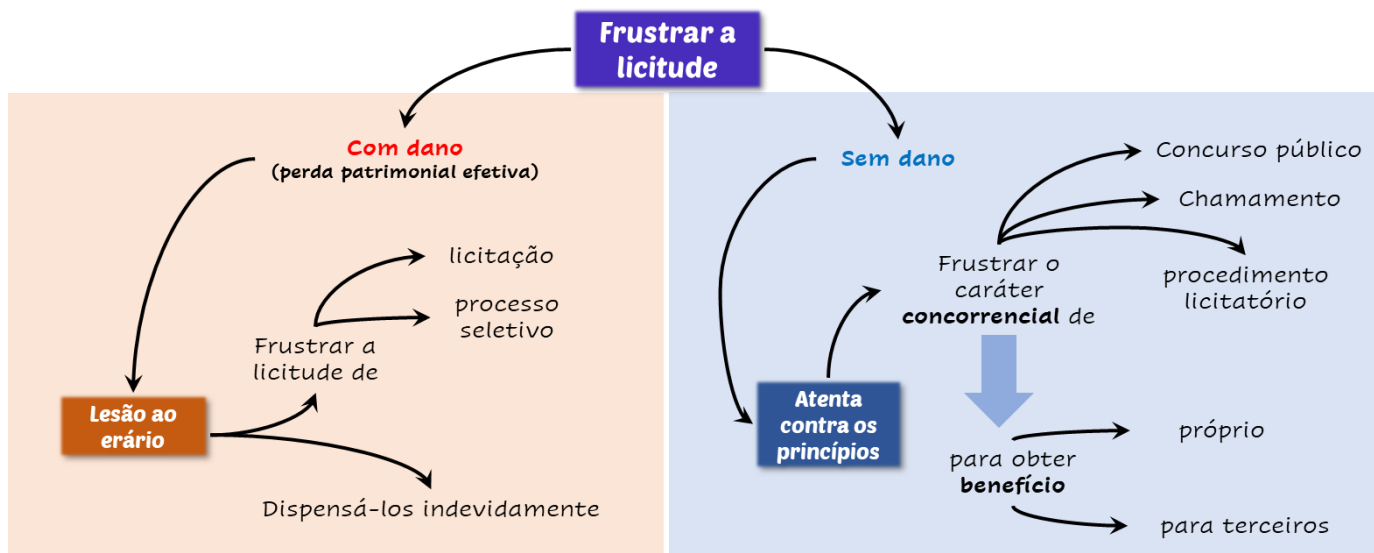 Frustrar a
licitude
Com dano
(perda patrimonial efetiva)
licitação
processo
seletivo
Frustrar a
licitude de
Lesão ao
erário
Dispensá-los indevidamente
Sem dano
Concurso público
Chamamento
procedimento
licitatório
Frustrar o
caráter
concorrencial de
Atenta
contra os
princípios
para obter
benefício
próprio
para terceiros